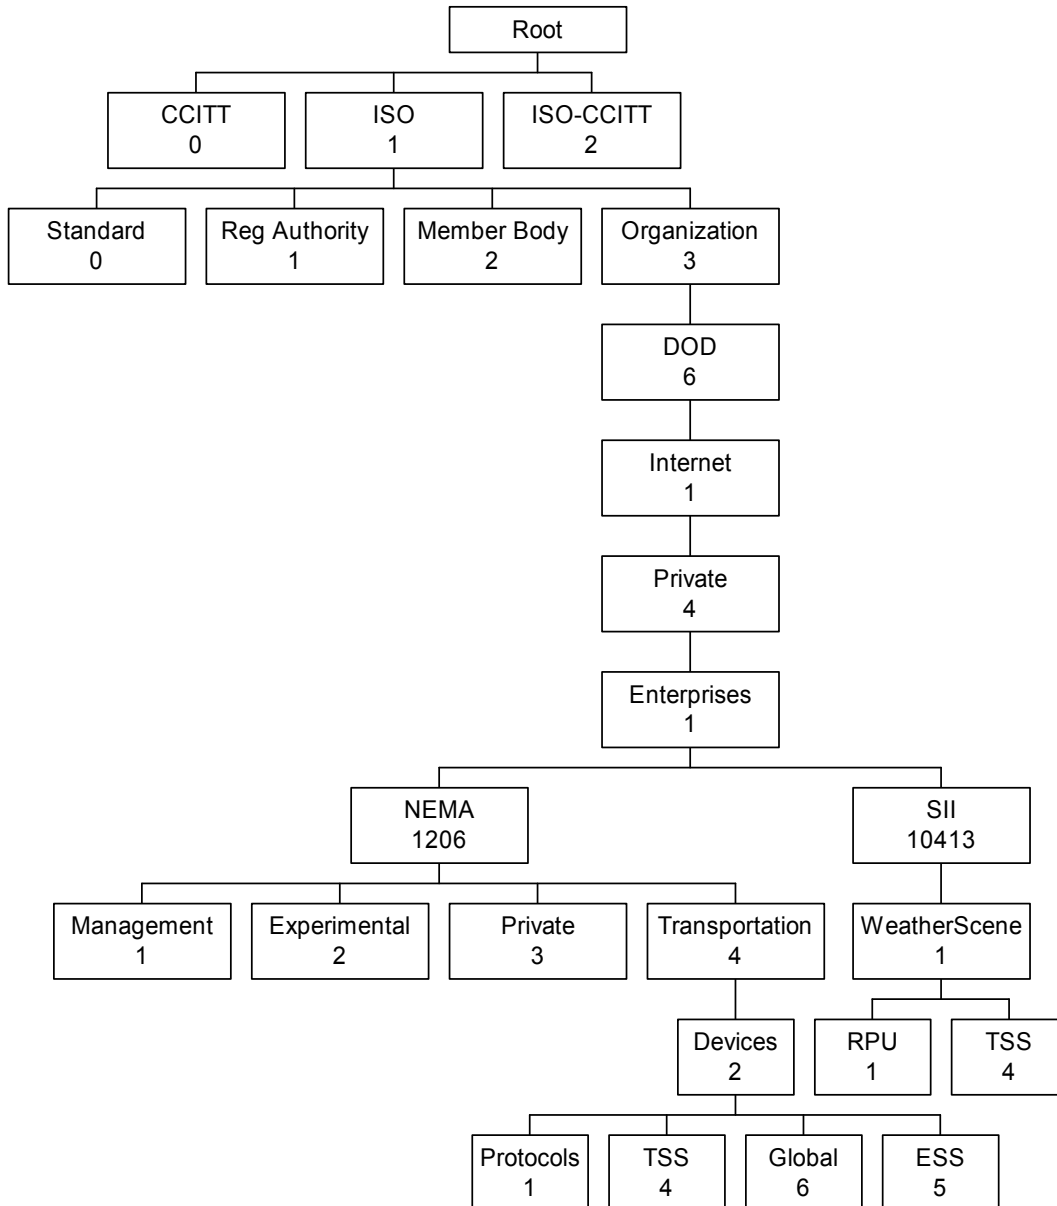 Root
CCITT
0
ISO
1
ISO-CCITT
2
Standard
0
Reg Authority
1
Member Body
2
Organization
3
DOD
6
Internet
1
Private
4
Enterprises
1
NEMA
1206
SII
10413
Management
1
Experimental
2
Private
3
Transportation
4
WeatherScene
1
Devices
2
RPU
1
TSS
4
Protocols
1
TSS
4
Global
6
ESS
5